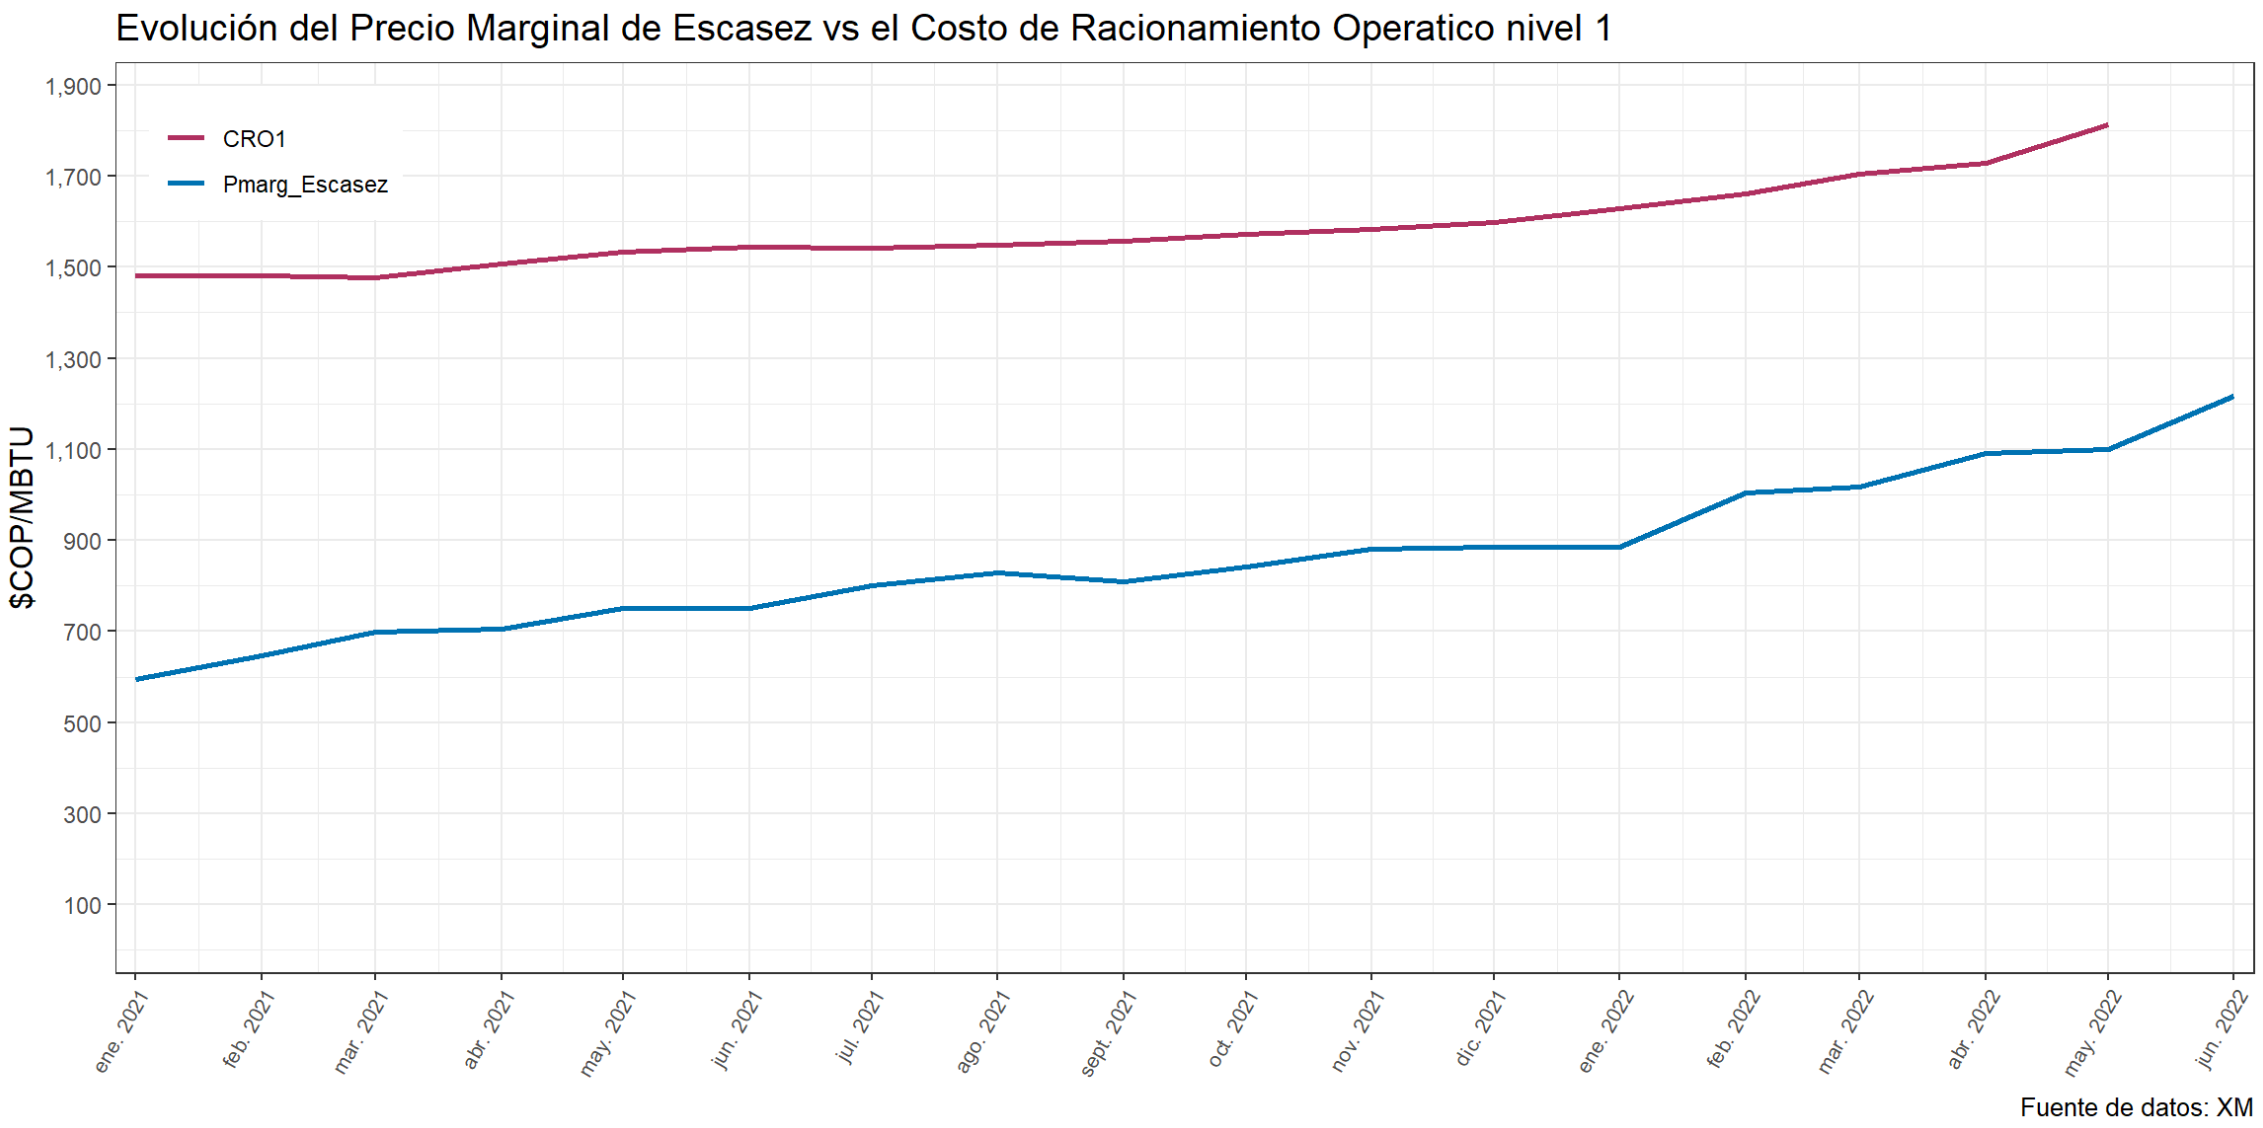 Evolución del Precio Marginal de Escasez vs el Costo de Racionamiento Operatico nivel 1
1,900
1,700
1,500
1,300
1,100
900
700
500
300
100
$COP/MBTU
CRO1
Pmarg_Escasez
ene. 2021
feb. 2021
mar. 2021
abr. 2021
may. 2021
jun. 2021
jul. 2021
ago. 2021
sept. 2021
oct. 2021
nov. 2021
dic. 2021
ene. 2022
feb. 2022
mar. 2022
abr. 2022
may. 2022
jun. 2022
Fuente de datos: XM